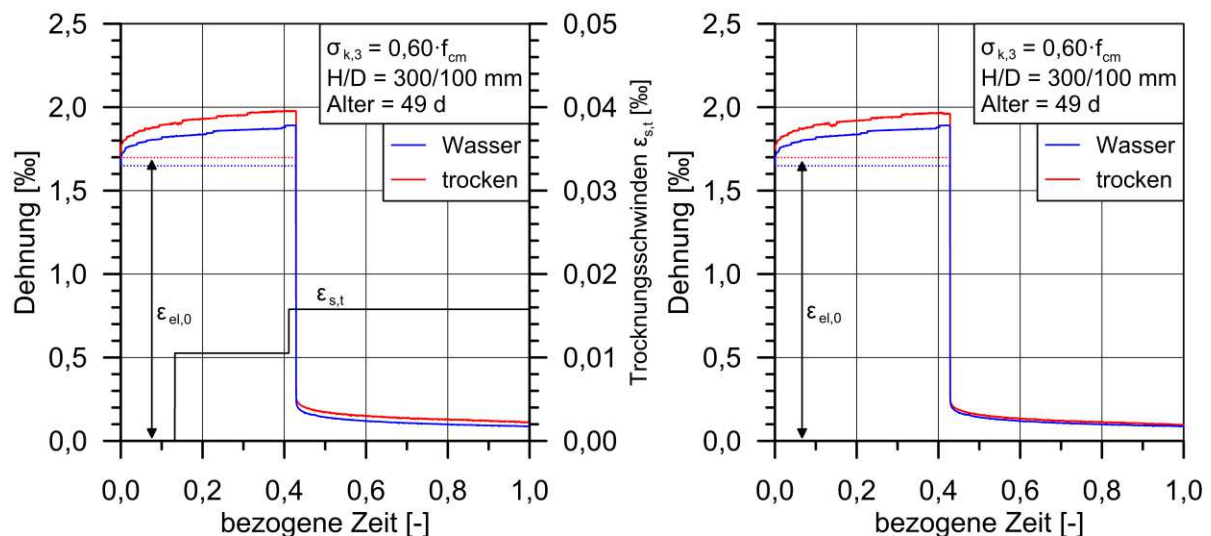 2.5
2.0
1.5
1.0
0.5
0.0
Dehnung [‰]
σk,3 = 0,60·fcm
H/D = 300/100 mm
Alter = 49 d
Wasser
trocken
εel,0
εs,t
0,05
0,04
0,03
0,02
0,01
0,00
Trocknungsschwinden εs,t [‰]
0,0 0,2 0,4 0,6 0,8 1,0
bezogene Zeit [-]
2.5
2.0
1.5
1.0
0.5
0.0
Dehnung [‰]
σk,3 = 0,60·fcm
H/D = 300/100 mm
Alter = 49 d
Wasser
trocken
εel,0
0,0 0,2 0,4 0,6 0,8 1,0
bezogene Zeit [-]